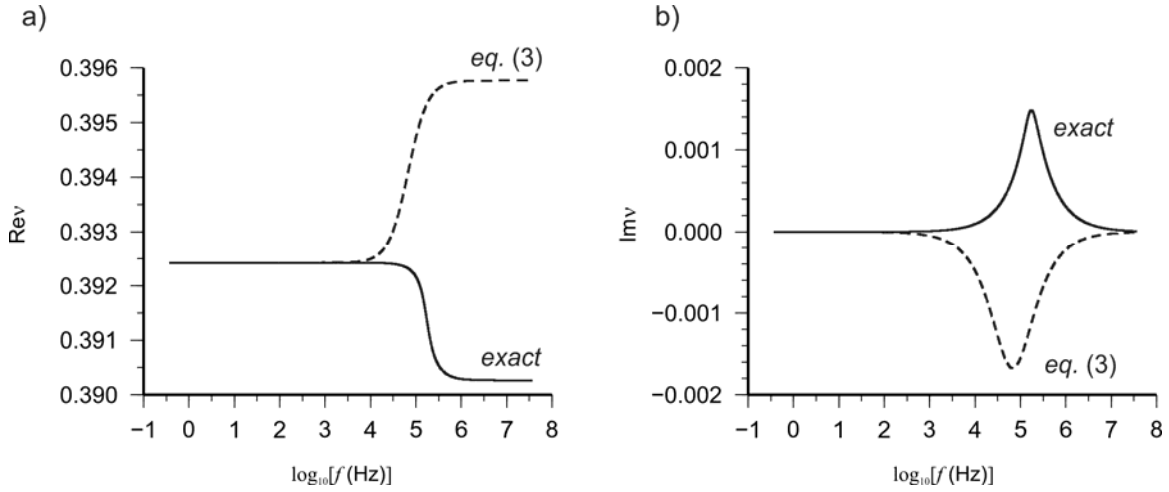 a)
eq. (3)
0.396
0.395
0.394
0.393
0.392
0.391
0.390
Reν
exact
−1 0 1 2 3 4 5 6 7 8
log₁₀[f (Hz)]
b)
0.002
0.001
0.000
−0.001
−0.002
Imν
exact
eq. (3)
−1 0 1 2 3 4 5 6 7 8
log₁₀[f (Hz)]